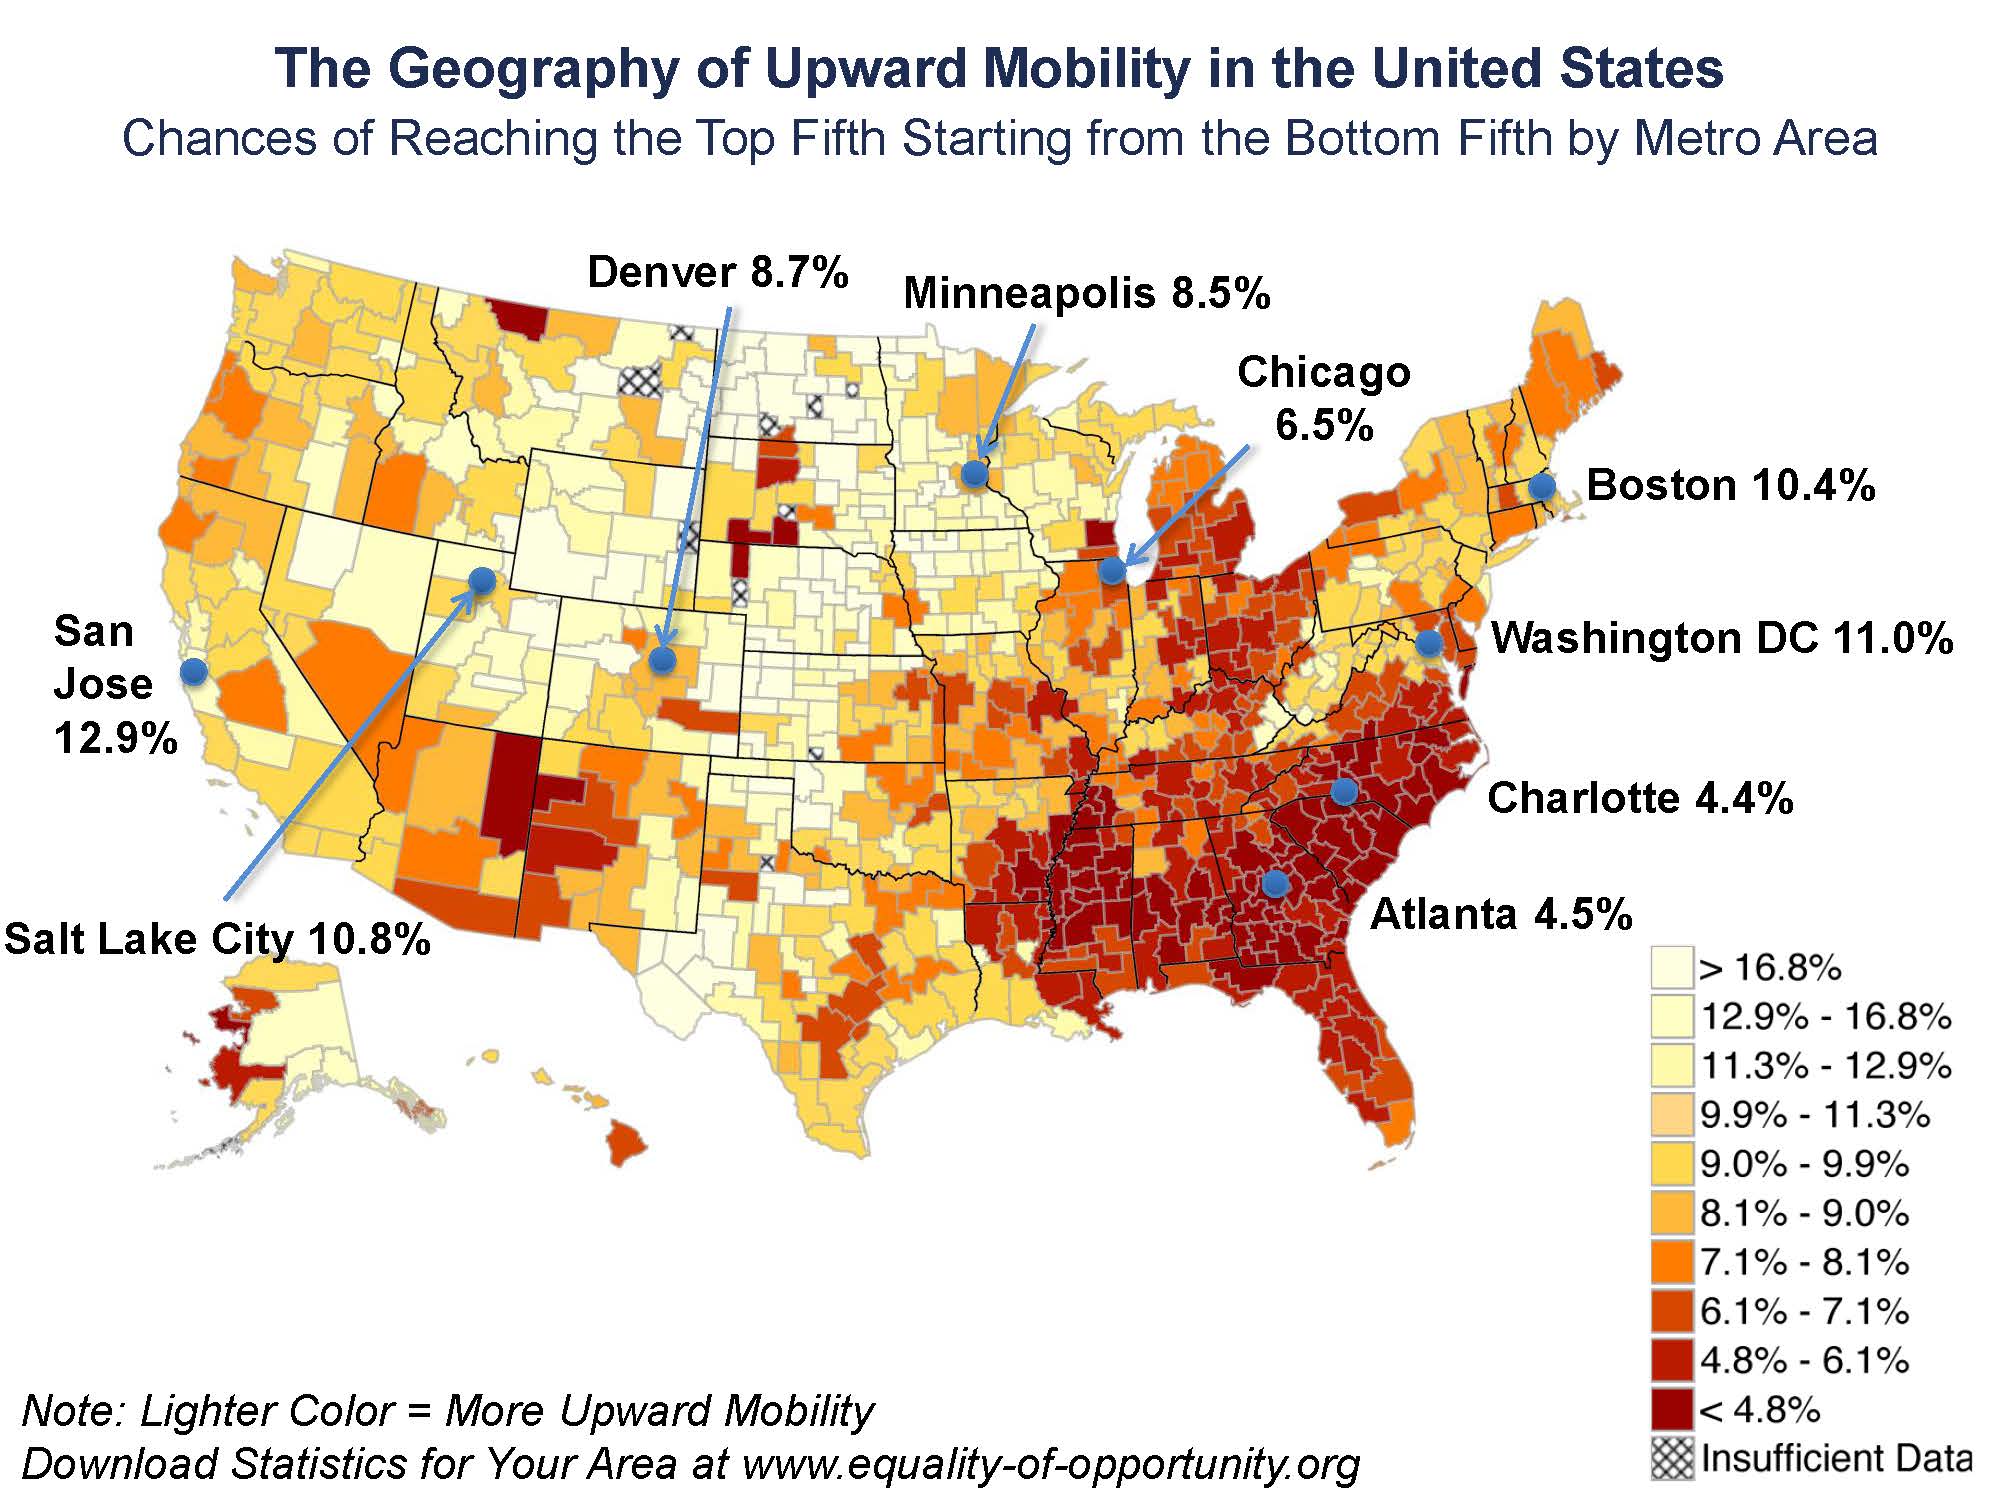 The Geography of Upward Mobility in the United States
Chances of Reaching the Top Fifth Starting from the Bottom Fifth by Metro Area
Denver 8.7%
Minneapolis 8.5%
Chicago
6.5%
Boston 10.4%
San
Jose
12.9%
Washington DC 11.0%
Charlotte 4.4%
Atlanta 4.5%
Salt Lake City 10.8%
> 16.8%
12.9% - 16.8%
11.3% - 12.9%
9.9% - 11.3%
9.0% - 9.9%
8.1% - 9.0%
7.1% - 8.1%
6.1% - 7.1%
4.8% - 6.1%
< 4.8%
Insufficient Data
Note: Lighter Color = More Upward Mobility
Download Statistics for Your Area at www.equality-of-opportunity.org